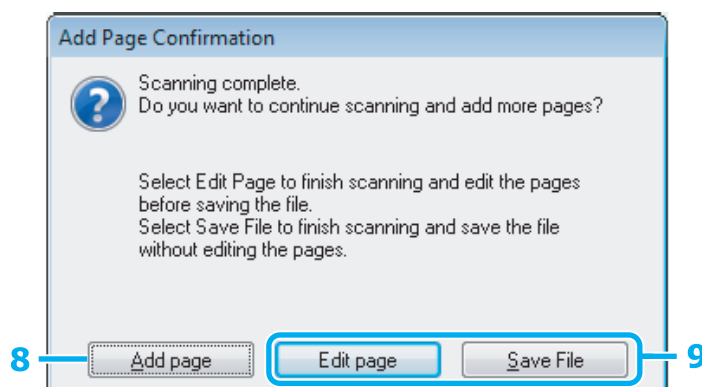 Add Page Confirmation
Scanning complete.
Do you want to continue scanning and add more pages?
Select Edit Page to finish scanning and edit the pages
before saving the file.
Select Save File to finish scanning and save the file
without editing the pages.
8 Add page Edit page Save File 9